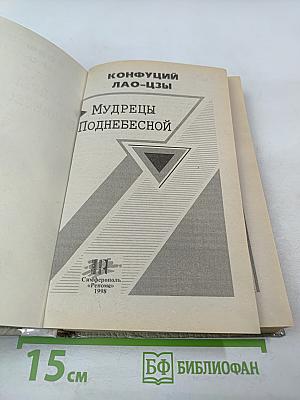 КОНФУЦИЙ
ЛАО-ЦЗЫ
МУДРЕЦЫ
ПОДНЕБЕСНОЙ
Симферополь
«Реноме»
1998
15 см
БФ БИБЛИОФАН